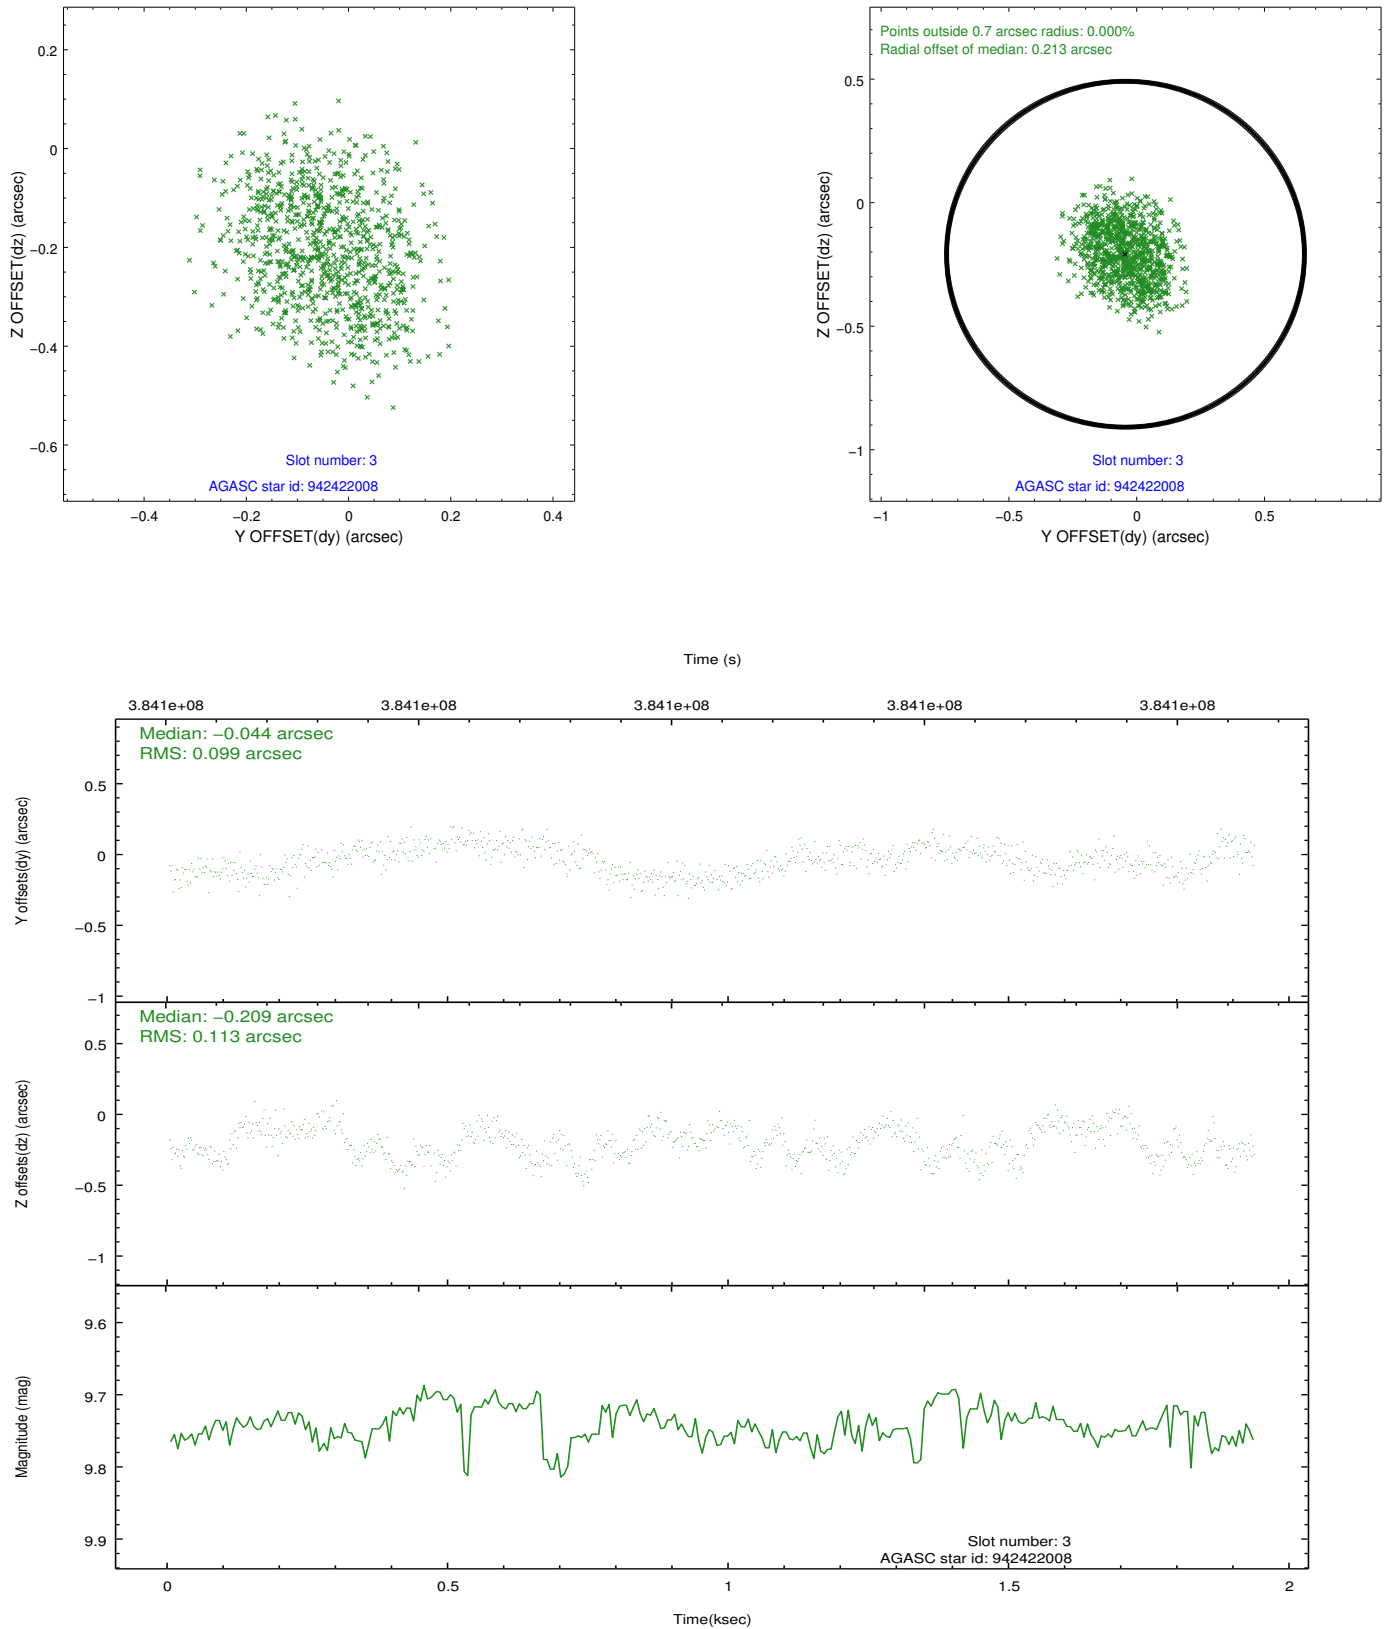 0.2
0
−0.2
−0.4
−0.6
Z OFFSET(dz) (arcsec)
Slot number: 3
AGASC star id: 942422008
−0.4
−0.2
0
0.2
0.4
Y OFFSET(dy) (arcsec)
Points outside 0.7 arcsec radius: 0.000%
Radial offset of median: 0.213 arcsec
0.5
0
−0.5
−1
Z OFFSET(dz) (arcsec)
Slot number: 3
AGASC star id: 942422008
−1
−0.5
0
0.5
Y OFFSET(dy) (arcsec)
Time (s)
3.841e+08
3.841e+08
3.841e+08
3.841e+08
3.841e+08
Median: −0.044 arcsec
RMS: 0.099 arcsec
0.5
0
−0.5
−1
Y offsets(dy) (arcsec)
Median: −0.209 arcsec
RMS: 0.113 arcsec
0.5
0
−0.5
−1
Z offsets(dz) (arcsec)
9.6
9.7
9.8
9.9
Magnitude (mag)
Slot number: 3
AGASC star id: 942422008
0
0.5
1
1.5
2
Time(ksec)